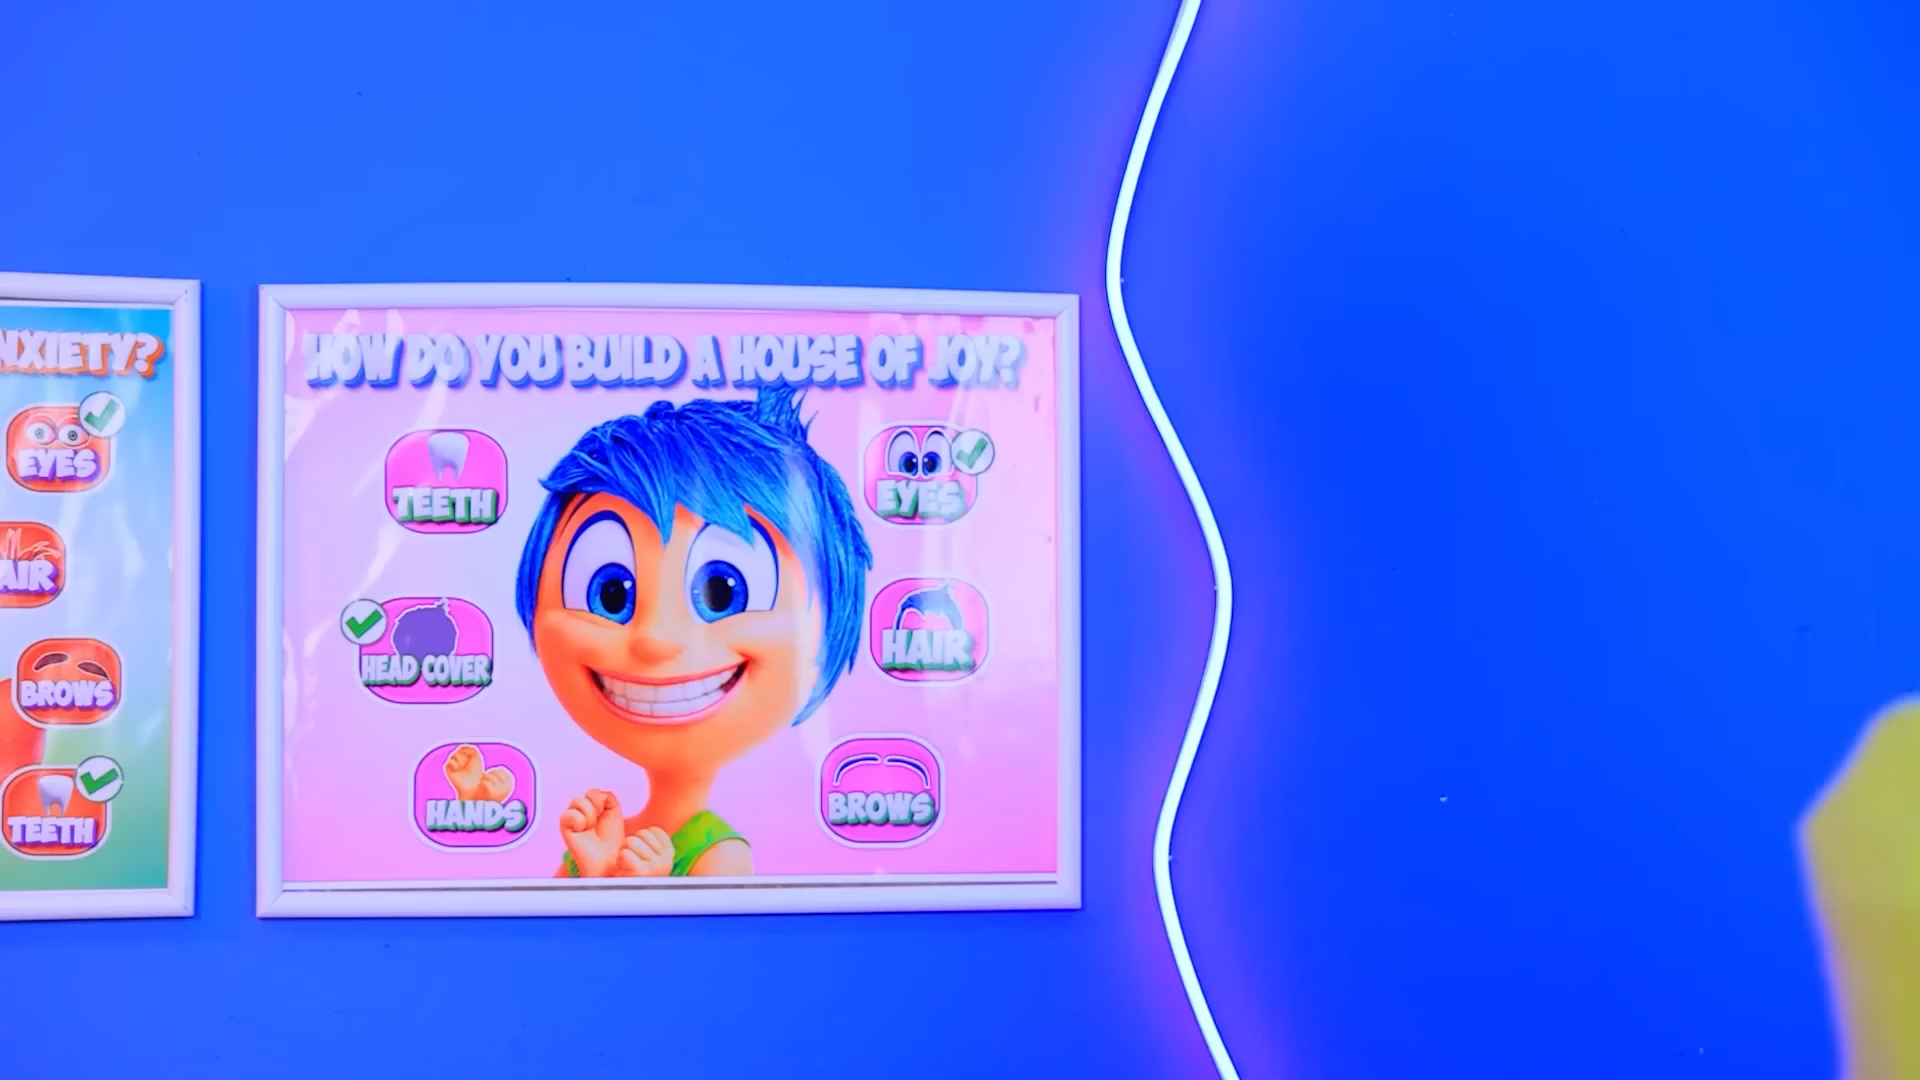 NXIETY?
EYES
AIR
BROWS
TEETH
HOW DO YOU BUILD A HOUSE OF JOY?
TEETH
EYES
HEAD COVER
HAIR
HANDS
BROWS